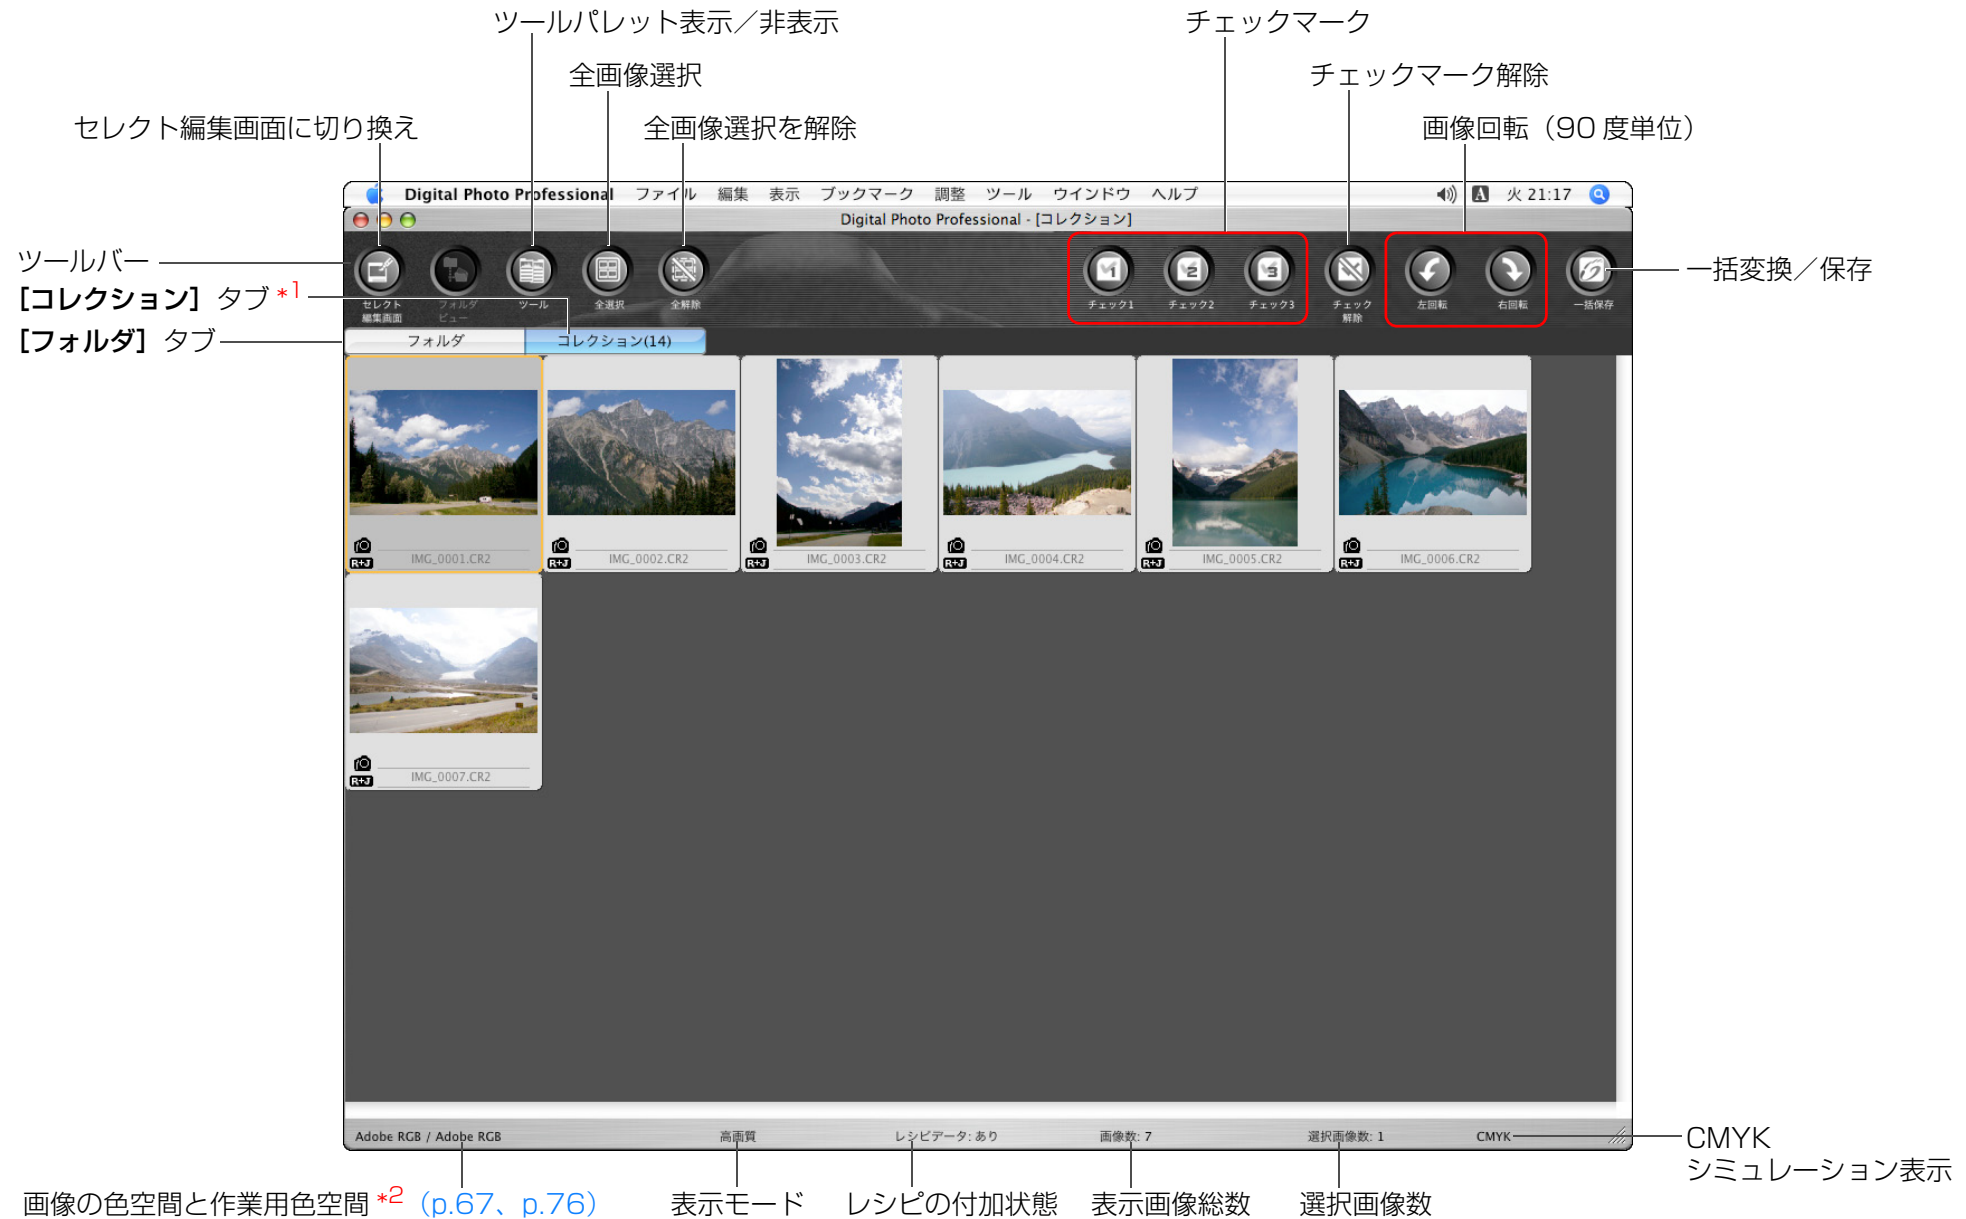 ツールパレット表示／非表示
チェックマーク
全画像選択
チェックマーク解除
セレクト編集画面に切り換え
全画像選択を解除
画像回転（90 度単位）
Digital Photo Professional ファイル 編集 表示 ブックマーク 調整 ツール ウインドウ ヘルプ A 火 21:17
Digital Photo Professional - [コレクション]
ツールバー
[コレクション] タブ *1
[フォルダ] タブ
セレクト
編集画面
フォルダ
ビュー
ツール
全選択
全解除
1
チェック1
2
チェック2
3
チェック3
チェック
解除
左回転
右回転
一括保存
一括変換／保存
フォルダ
コレクション(14)
R+J IMG_0001.CR2
R+J IMG_0002.CR2
R+J IMG_0003.CR2
R+J IMG_0004.CR2
R+J IMG_0005.CR2
R+J IMG_0006.CR2
R+J IMG_0007.CR2
Adobe RGB / Adobe RGB
高画質
レシピデータ: あり
画像数: 7
選択画像数: 1
CMYK
CMYK
シミュレーション表示
画像の色空間と作業用色空間 *2（p.67、p.76）
表示モード
レシピの付加状態
表示画像総数
選択画像数